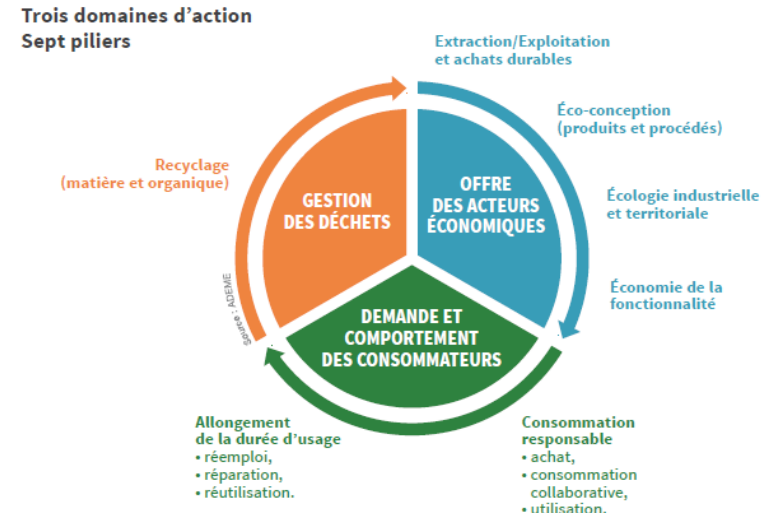 Trois domaines d’action
Sept piliers
Extraction/Exploitation
et achats durables
Éco-conception
(produits et procédés)
Écologie industrielle
et territoriale
Économie de la
fonctionnalité
Recyclage
(matière et organique)
GESTION
DES DÉCHETS
OFFRE
DES ACTEURS
ÉCONOMIQUES
DEMANDE ET
COMPORTEMENT
DES CONSOMMATEURS
Source : ADEME
Allongement
de la durée d’usage
• réemploi,
• réparation,
• réutilisation.
Consommation
responsable
• achat,
• consommation
collaborative,
• utilisation.